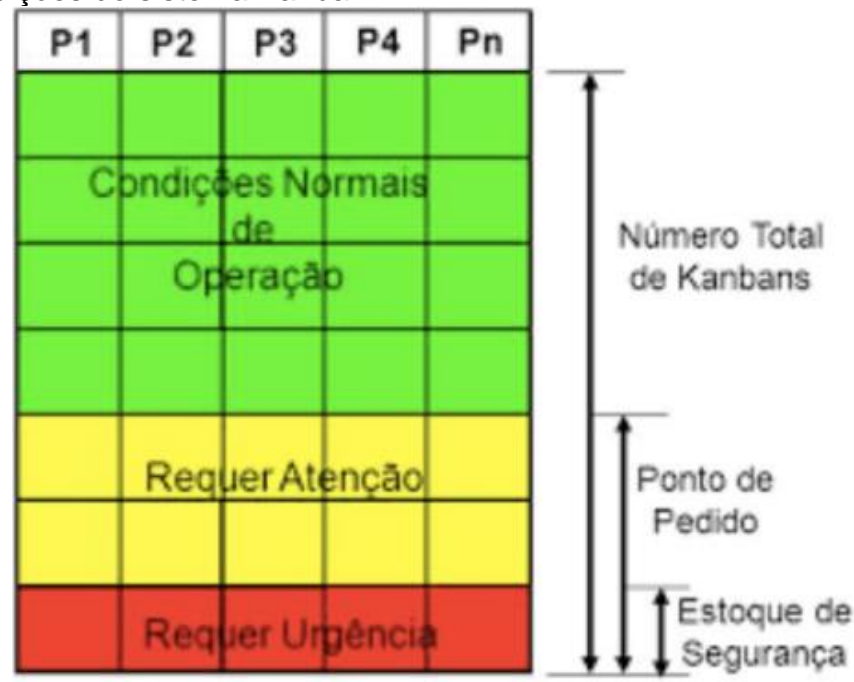 P1 P2 P3 P4 Pn
Condições Normais
de
Operação
Número Total
de Kanbans
Requer Atenção
Ponto de
Pedido
Requer Urgência
Estoque de
Segurança